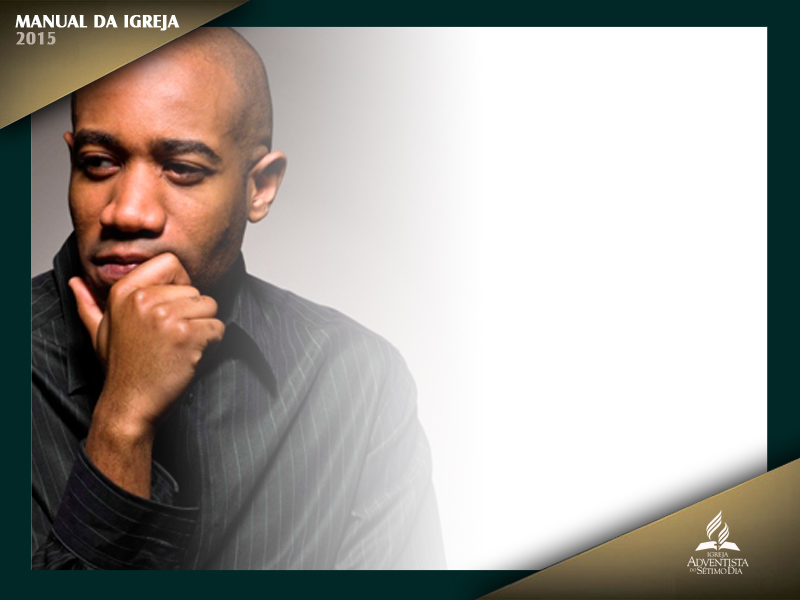 MANUAL DA IGREJA
2015
IGREJA
ADVENTISTA
DO SÉTIMO DIA